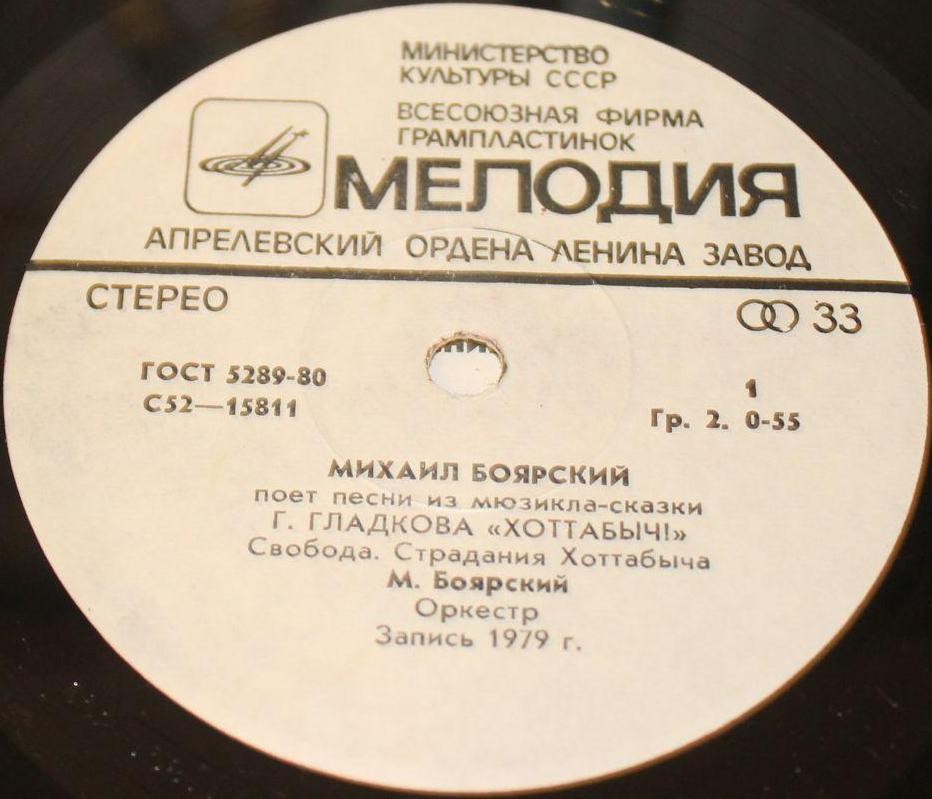 МИНИСТЕРСТВО
КУЛЬТУРЫ СССР
ВСЕСОЮЗНАЯ ФИРМА
ГРАМПЛАСТИНОК
МЕЛОДИЯ
АПРЕЛЕВСКИЙ ОРДЕНА ЛЕНИНА ЗАВОД
СТЕРЕО
33
ГОСТ 5289-80
С52—15811
1
Гр. 2. 0-55
МИХАИЛ БОЯРСКИЙ
поет песни из мюзикла-сказки
Г. ГЛАДКОВА «ХОТТАБЫЧ!»
Свобода. Страдания Хоттабыча
М. Боярский
Оркестр
Запись 1979 г.